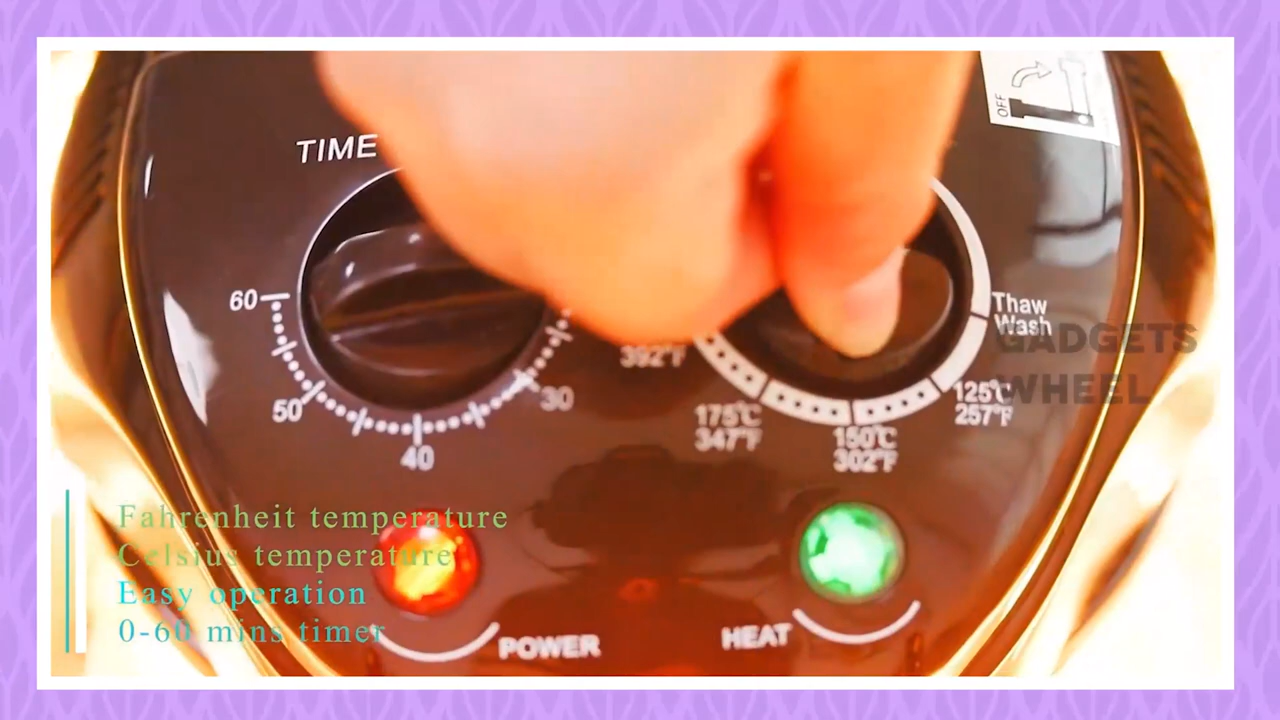 OFF
TIME
60
50
40
30
392°F
175°C
347°F
150°C
302°F
125°C
257°F
Thaw
Wash
GADGETS
WHEEL
Fahrenheit temperature
Celsius temperature
Easy operation
0-60 mins timer
POWER
HEAT